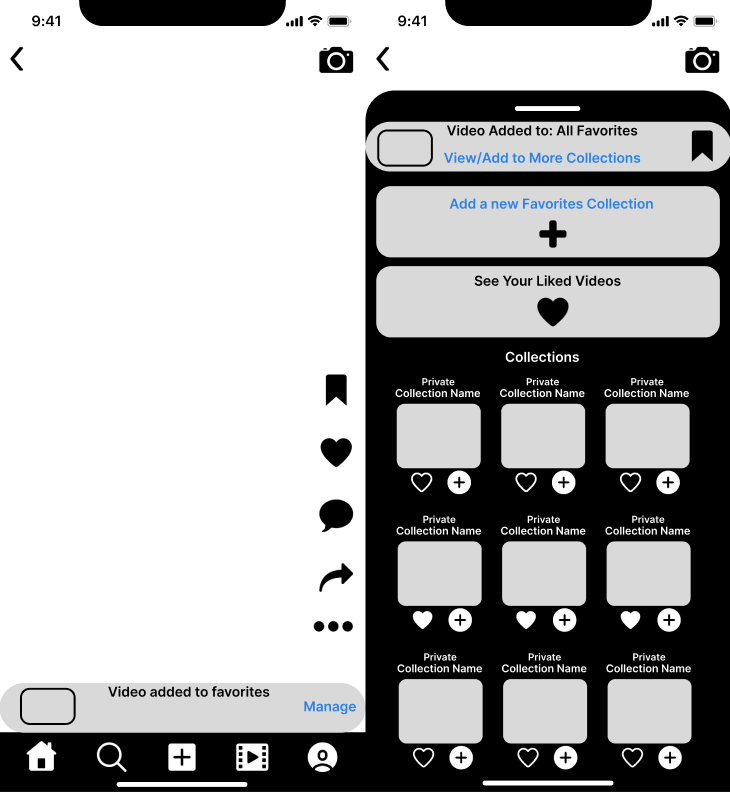 9:41
Video added to favorites
Manage
9:41
Video Added to: All Favorites
View/Add to More Collections
Add a new Favorites Collection
See Your Liked Videos
Collections
Private
Collection Name
Private
Collection Name
Private
Collection Name
Private
Collection Name
Private
Collection Name
Private
Collection Name
Private
Collection Name
Private
Collection Name
Private
Collection Name